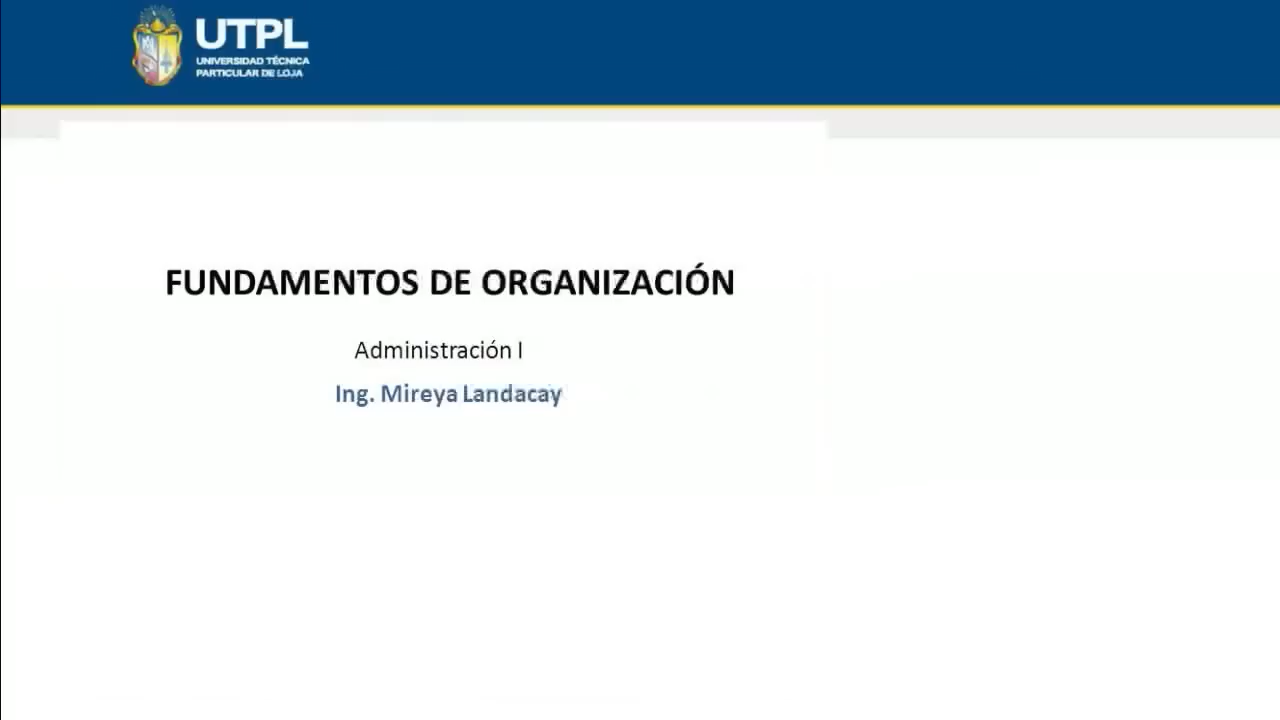 UTPL
UNIVERSIDAD TÉCNICA
PARTICULAR DE LOJA
FUNDAMENTOS DE ORGANIZACIÓN
Administración I
Ing. Mireya Landacay